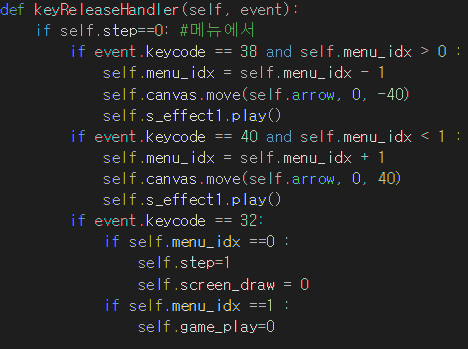 def keyReleaseHandler(self, event):
    if self.step==0: #메뉴에서
        if event.keycode == 38 and self.menu_idx > 0 :
            self.menu_idx = self.menu_idx - 1
            self.canvas.move(self.arrow, 0, -40)
            self.s_effect1.play()
        if event.keycode == 40 and self.menu_idx < 1 :
            self.menu_idx = self.menu_idx + 1
            self.canvas.move(self.arrow, 0, 40)
            self.s_effect1.play()
        if event.keycode == 32:
            if self.menu_idx ==0 :
                self.step=1
                self.screen_draw = 0
            if self.menu_idx ==1 :
                self.game_play=0